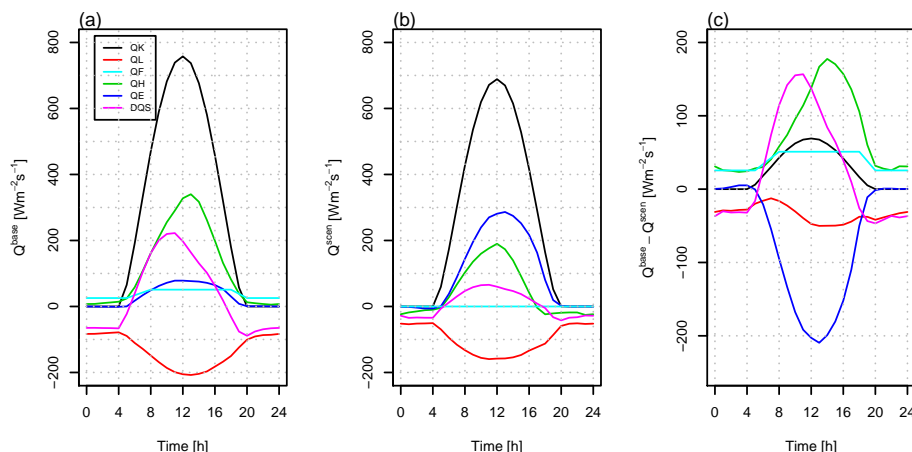 (a)
QK
QL
QF
QH
QE
DQS
800
600
400
200
0
−200
Q^base [Wm−2s−1]
0 4 8 12 16 20 24
Time [h]
(b)
800
600
400
200
0
−200
Q^scen [Wm−2s−1]
0 4 8 12 16 20 24
Time [h]
(c)
200
100
0
−100
−200
Q^base − Q^scen [Wm−2s−1]
0 4 8 12 16 20 24
Time [h]